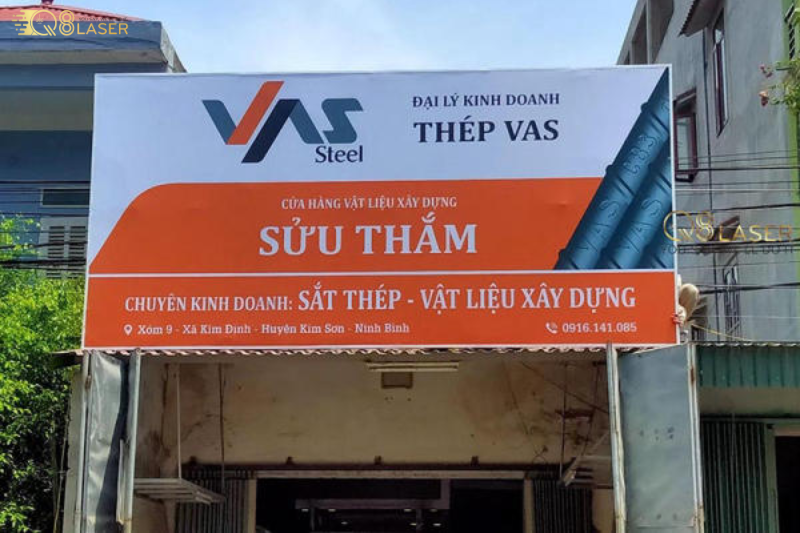 Q8LASER
VAS
Steel
ĐẠI LÝ KINH DOANH
THÉP VAS
CỬA HÀNG VẬT LIỆU XÂY DỰNG
SỬU THẮM
CHUYÊN KINH DOANH: SẮT THÉP - VẬT LIỆU XÂY DỰNG
Xóm 9 - Xã Kim Định - Huyện Kim Sơn - Ninh Bình
0916.141.085
VAS
VAS
Q8LASER